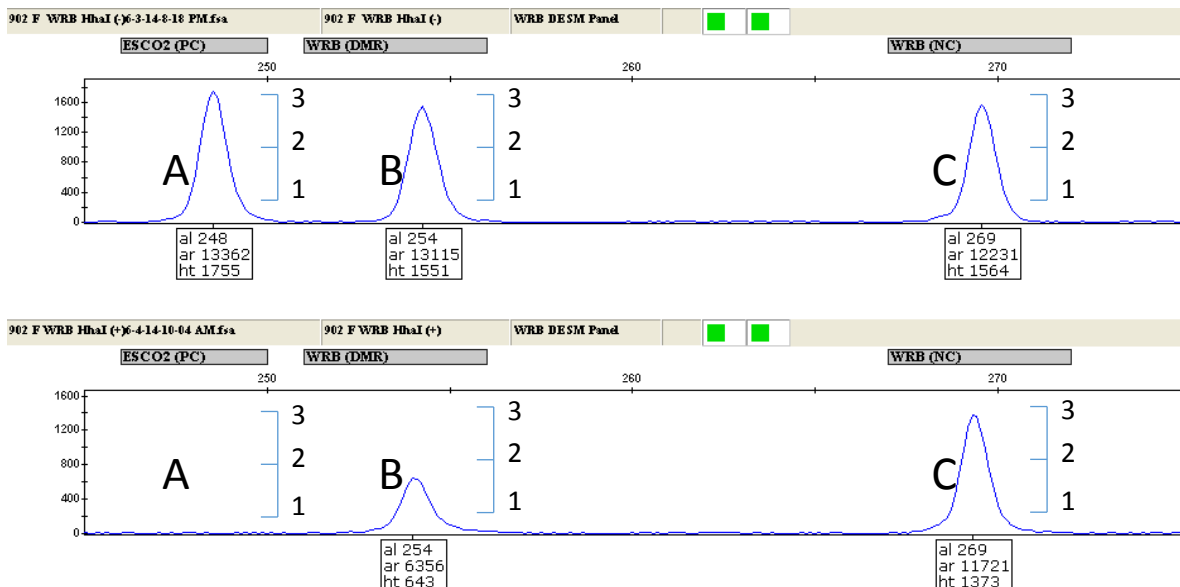 902 F WRB HhaI (-)6-3-14-8-18 PM.fsa 902 F WRB HhaI (-) WRB DESM Panel
ESCO2 (PC) WRB (DMR) WRB (NC)
250 260 270
1600
1200
800
400
0
A 3 2 1
B 3 2 1
C 3 2 1
al 248
ar 13362
ht 1755
al 254
ar 13115
ht 1551
al 269
ar 12231
ht 1564
902 F WRB HhaI (+)6-4-14-10-04 AM.fsa 902 F WRB HhaI (+) WRB DESM Panel
ESCO2 (PC) WRB (DMR) WRB (NC)
250 260 270
1600
1200
800
400
0
A 3 2 1
B 3 2 1
C 3 2 1
al 254
ar 6356
ht 643
al 269
ar 11721
ht 1373